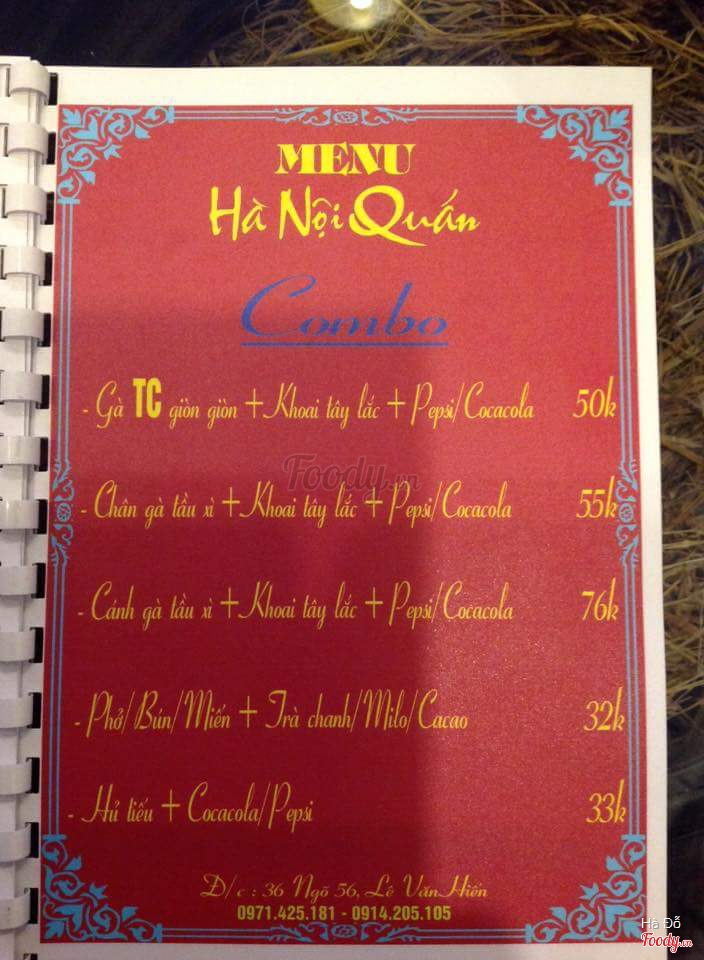 MENU
Hà Nội Quán
Combo
- Gà TC giòn giòn + Khoai tây lắc + Pepsi/Cocacola 50k
Foody.vn
- Chân gà tầu xì + Khoai tây lắc + Pepsi/Cocacola 55k
- Cánh gà tầu xì + Khoai tây lắc + Pepsi/Cocacola 76k
- Phở/Bún/Miến + Trà chanh/Milo/Cacao 32k
- Hủ tiếu + Cocacola/Pepsi 33k
Đ/c : 36 Ngõ 56, Lê Văn Hiến
0971.425.181 - 0914.205.105
Hà Đỗ
Foody.vn